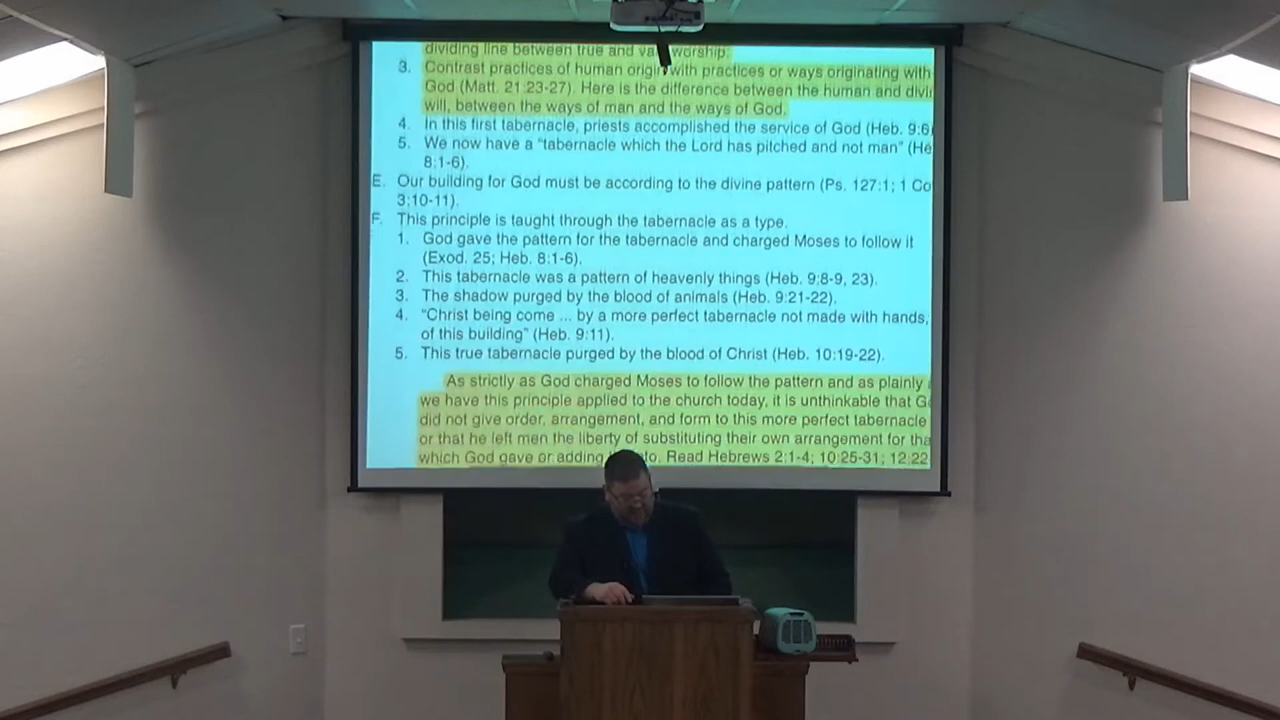 dividing line between true and worship.
3. Contrast practices of human origin with practices or ways originating with
God (Matt. 21:23-27). Here is the difference between the human and divi
will, between the ways of man and the ways of God.
4. In this first tabernacle, priests accomplished the service of God (Heb. 9:6
5. We now have a “tabernacle which the Lord has pitched and not man” (He
8:1-6).
E. Our building for God must be according to the divine pattern (Ps. 127:1; 1 Co
3:10-11).
F. This principle is taught through the tabernacle as a type.
1. God gave the pattern for the tabernacle and charged Moses to follow it
(Exod. 25; Heb. 8:1-6).
2. This tabernacle was a pattern of heavenly things (Heb. 9:8-9, 23).
3. The shadow purged by the blood of animals (Heb. 9:21-22).
4. “Christ being come ... by a more perfect tabernacle not made with hands,
of this building” (Heb. 9:11).
5. This true tabernacle purged by the blood of Christ (Heb. 10:19-22).
As strictly as God charged Moses to follow the pattern and as plainly
we have this principle applied to the church today, it is unthinkable that Go
did not give order, arrangement, and form to this more perfect tabernacle
or that he left men the liberty of substituting their own arrangement for tha
which God gave or adding Read Hebrews 2:1-4; 10:25-31; 12:22